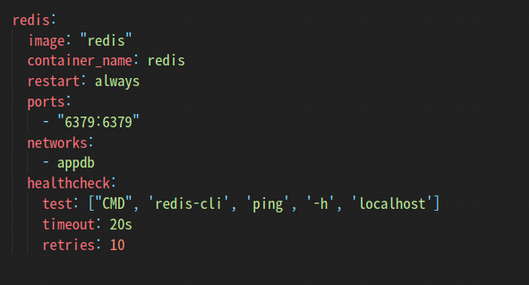 redis:
  image: "redis"
  container_name: redis
  restart: always
  ports:
    - "6379:6379"
  networks:
    - appdb
  healthcheck:
    test: ["CMD", 'redis-cli', 'ping', '-h', 'localhost']
    timeout: 20s
    retries: 10